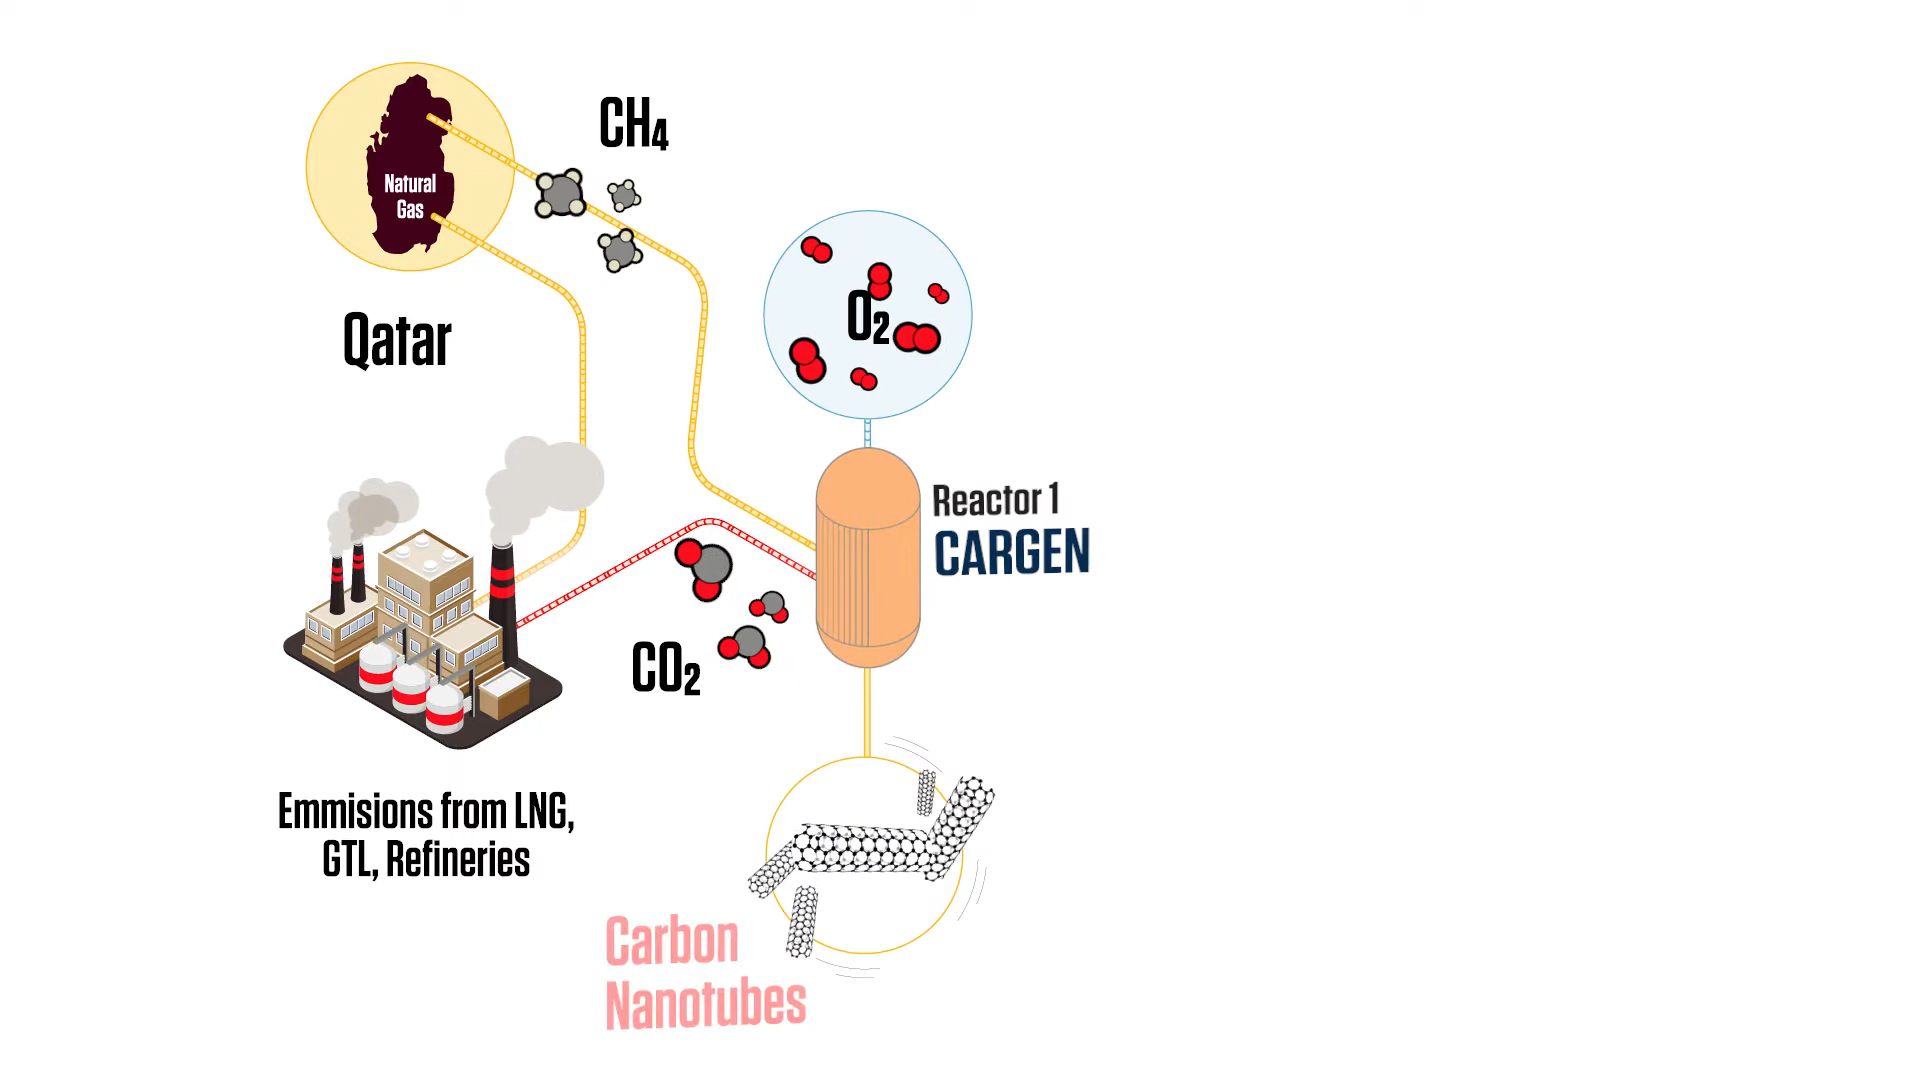 CH₄
Natural
Gas
Qatar
O₂
Reactor 1
CARGEN
CO₂
Emmisions from LNG,
GTL, Refineries
Carbon
Nanotubes